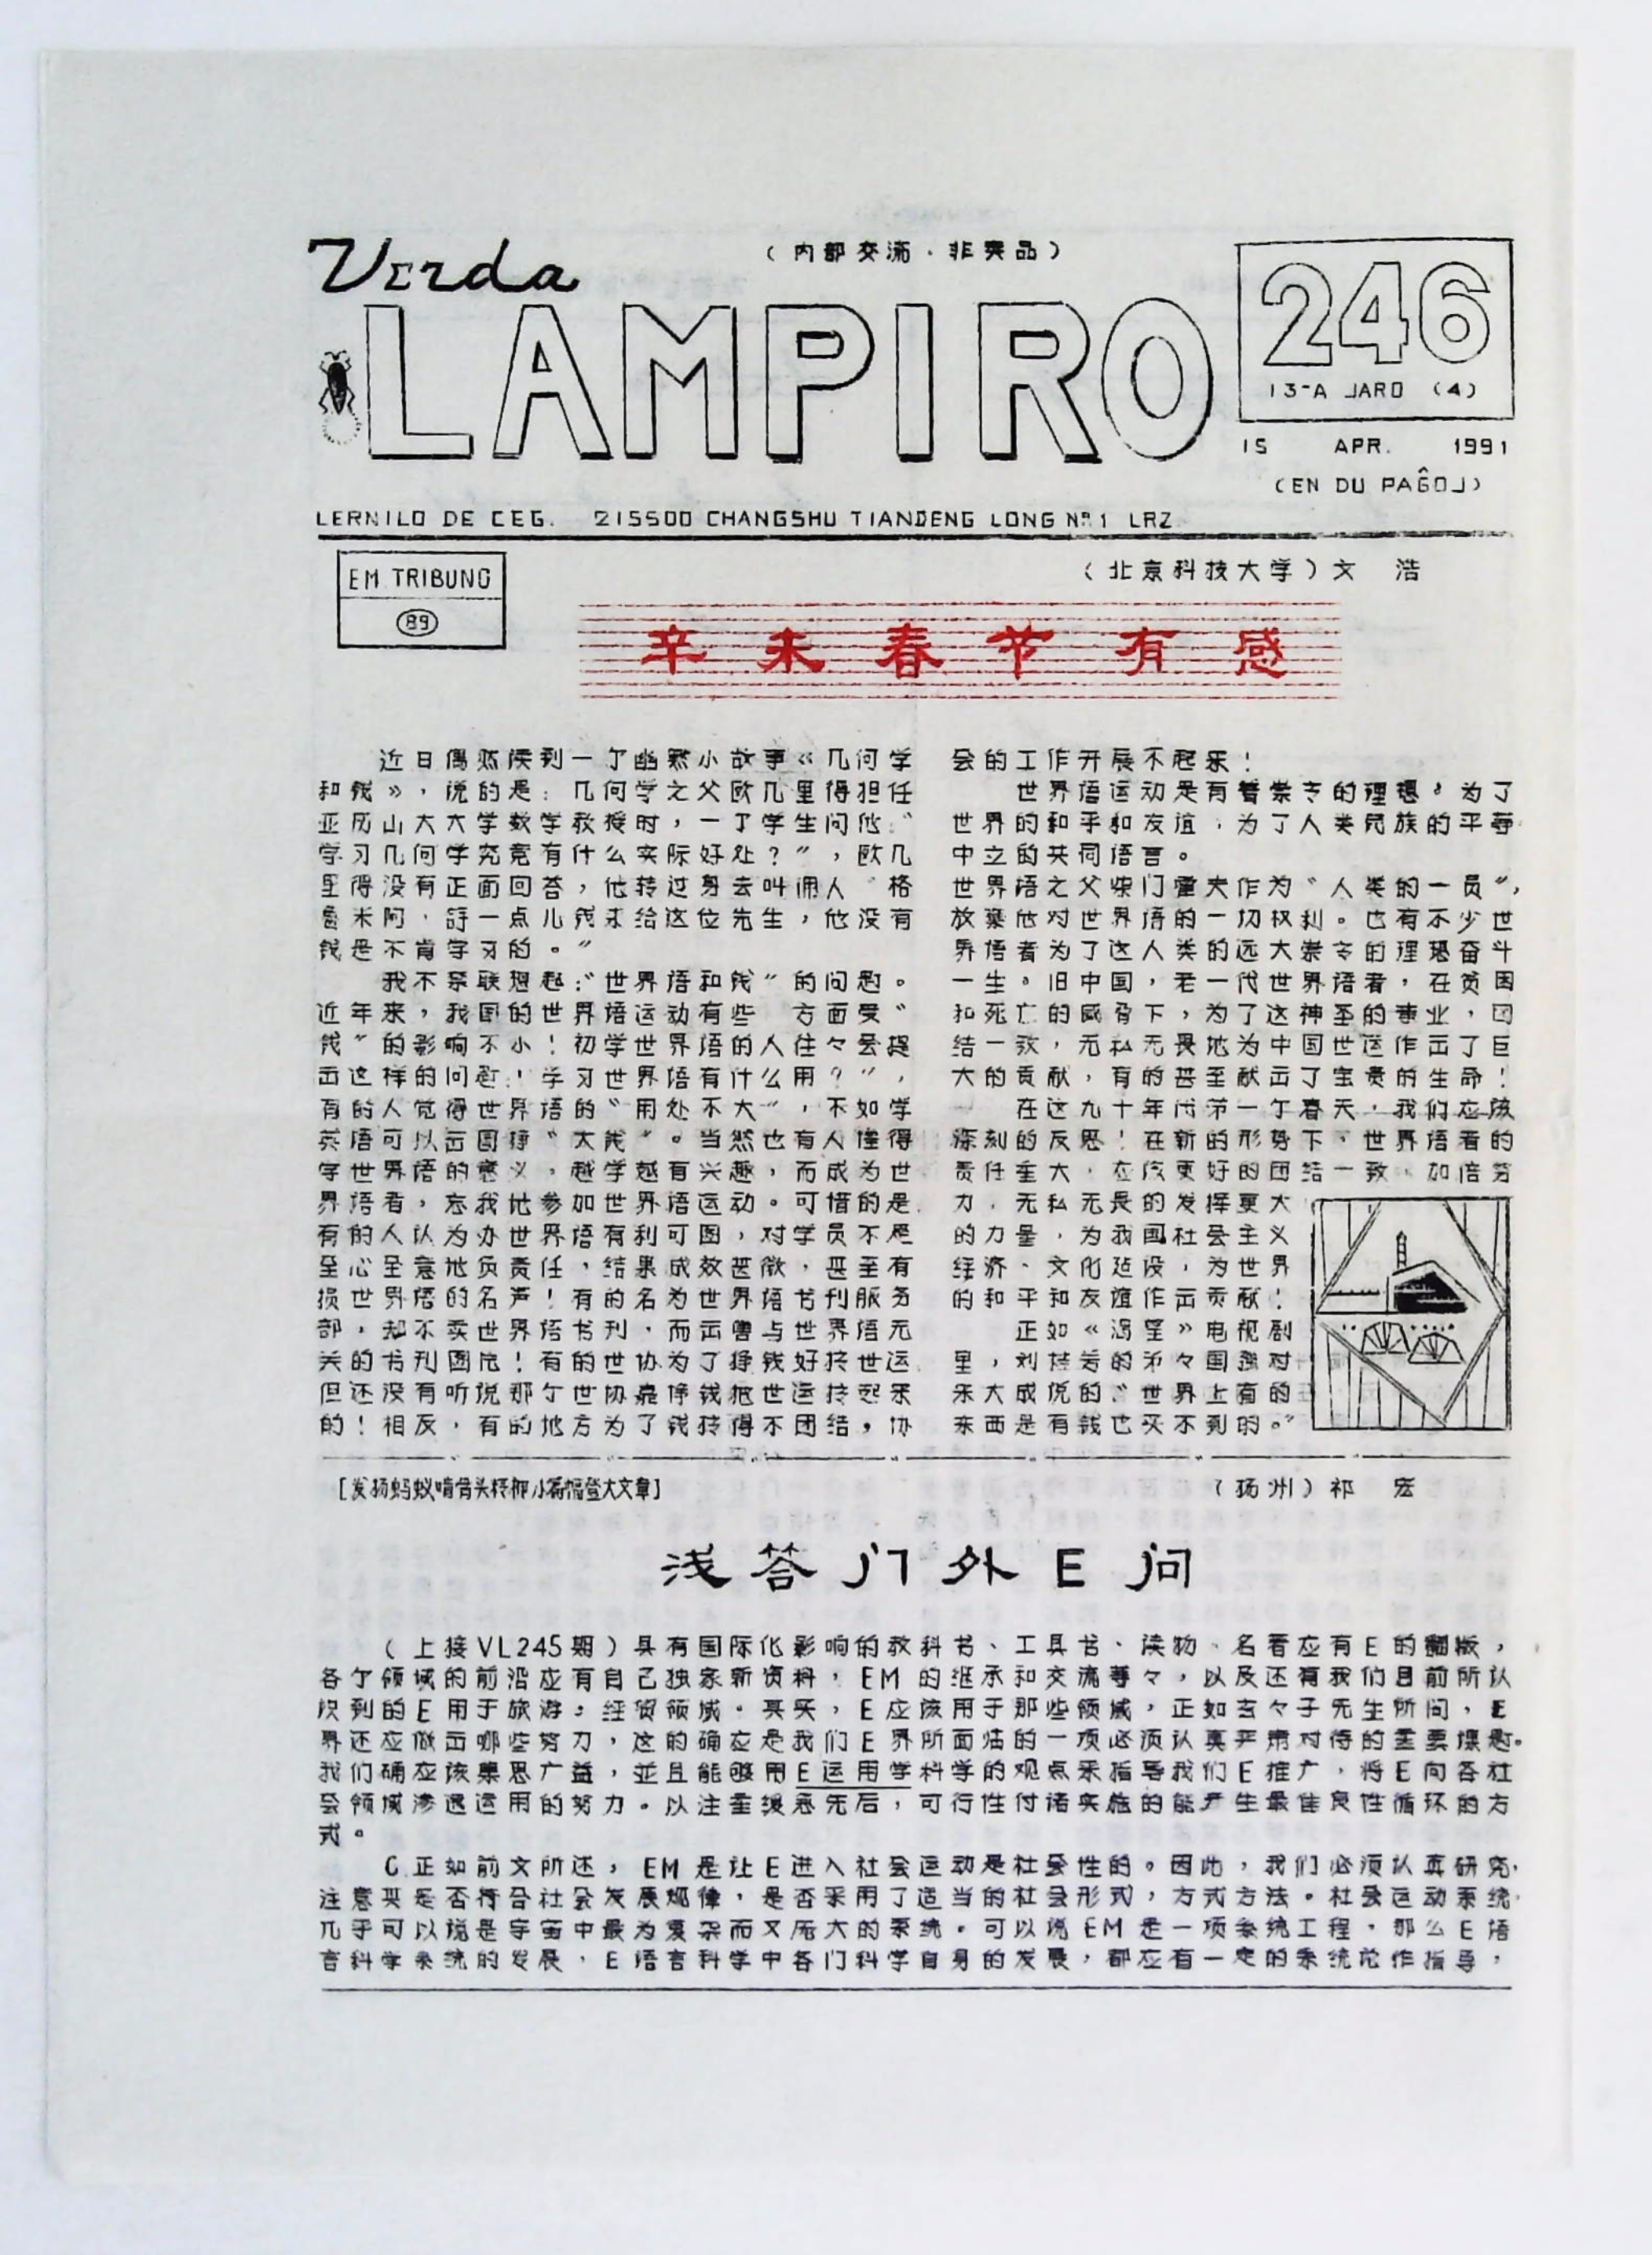 Verda
（内部交流．非卖品）
LAMPIRO
246
13-A JARO (4)
15 APR. 1991
(EN DU PAĜOJ)
LERNILO DE CEG. 215500 CHANGSHU TIANDENG LONG Nº1 LRZ
EM TRIBUNO
89
（北京科技大学）文 浩
辛未春节有感
近日偶然读到一个幽默小故事《几何学
和钱》，说的是：几何学之父欧几里得担任
亚历山大大学数学教授时，一个学生问他：“
学习几何学究竟有什么实际好处？”，欧几
里得没有正面回答，他转过身去叫佣人“格
鲁米阿，讨一点儿钱来给这位先生，他没有
钱是不肯学习的。”
我不禁联想起：“世界语和钱”的问题。
近年来，我国的世界语运动有些 方面受“
钱”的影响不小！初学世界语的人往々会提
出这样的问题：！学习世界语有什么用？”，
有的人觉得世界语的“用处不大”，不如学
英语可以出国挣“大钱”。当然也有人懂得
学世界语的意义，越学越有兴趣，而成为世
界语者，忘我地参加世界语运动。可惜的是
有的人认为办世界语有利可图，对学员不是
全心全意地负责任，结果成效甚微，甚至有
损世界语的名声！有的名为世界语书刊服务
部，却不卖世界语书刊，而出售与世界语无
关的书刊图片！有的世协为了挣钱好搞世运
但还没有听说那个世协靠挣钱把世运搞起来
的！相反，有的地方为了钱搞得不团结，协
会的工作开展不起来！
世界语运动是有着崇高的理想，为了
世界的和平和友谊，为了人类民族的平等
中立的共同语言。
世界语之父柴门霍夫作为“人类的一员”，
放弃他对世界语的一切权利。也有不少世
界语者为了这人类的远大崇高的理想奋斗
一生。旧中国，老一代世界语者，在贫困
和死亡的威胁下，为了这神圣的事业，团
结一致，无私无畏地为中国世运作出了巨
大的贡献，有的甚至献出了宝贵的生命！
在这九十年代第一个春天，我们应该
深刻的反思！在新的形势下，世界语者的
责任重大，应该更好的团结一致、加倍努
力，无私无畏的发挥更大
的力量，为我国社会主义
经济、文化建设，为世界
的和平和友谊作出贡献！
正如《渴望》电视剧
里，刘慧芳的弟々国强对
来大成说的：“世界上有的
东西是有钱也买不到的。”
[发扬蚂蚁啃骨头精神小篇幅登大文章]
（扬州）祁 宏
浅答门外E问
（上接VL245期）具有国际化影响的教科书、工具书、读物、名著应有E的翻版，
各个领域的前沿应有自己独家新资料，EM的继承和交流等々，以及还有我们目前所认
识到的E用于旅游，经贸领域。其实，E应该用于那些领域，正如玄々子先生所问，E
界还应做出哪些努力，这的确应是我们E界所面临的一项必须认真严肃对待的重要课题。
我们确应该集思广益，並且能够用E运用学科学的观点来指导我们E推广，将E向各社
会领域渗透运用的努力。以注重缓急先后，可行性付诸实施的能产生最佳良性循环的方
式。
C.正如前文所述，EM是让E进入社会运动是社会性的。因此，我们必须认真研究，
注意其是否符合社会发展规律，是否采用了适当的社会形式，方式方法。社会运动系统，
几乎可以说是宇宙中最为复杂而又庞大的系统。可以说EM是一项系统工程，那么E语
言科学系统的发展，E语言科学中各门科学自身的发展，都应有一定的系统论作指导，